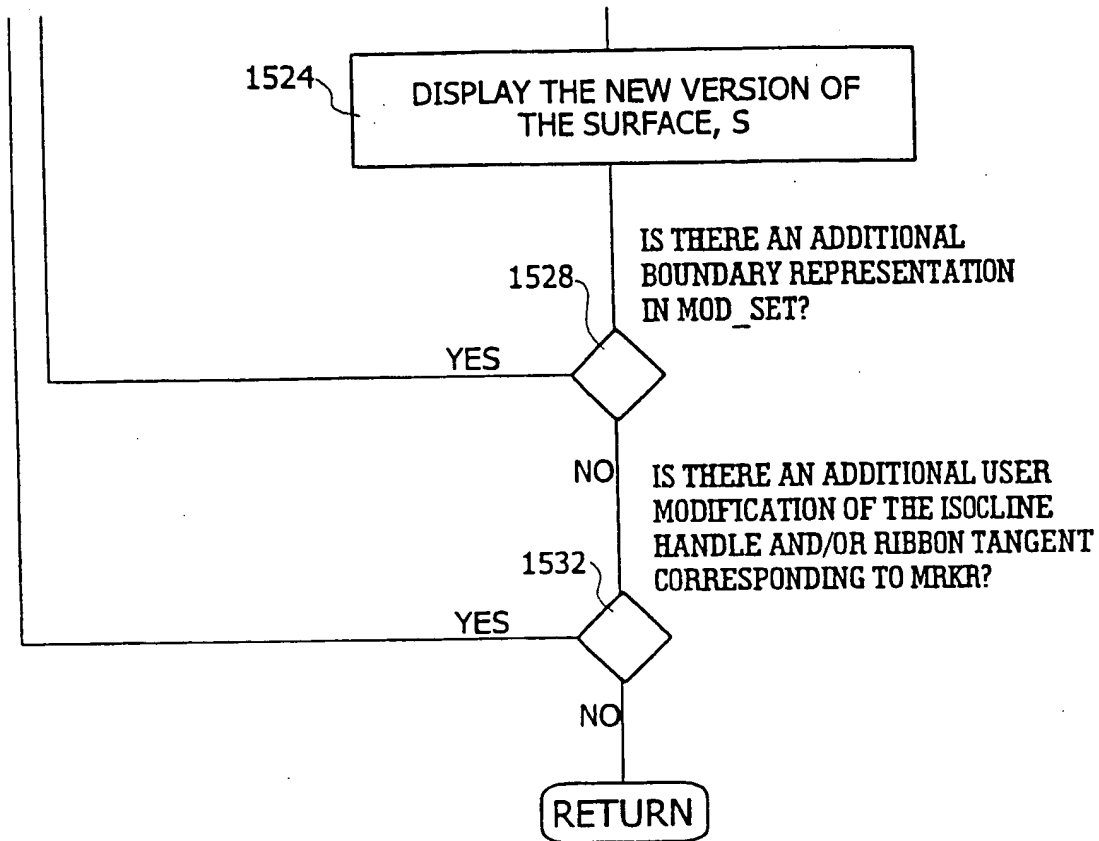 1524
DISPLAY THE NEW VERSION OF
THE SURFACE, S
IS THERE AN ADDITIONAL
BOUNDARY REPRESENTATION
IN MOD_SET?
1528
YES
NO
IS THERE AN ADDITIONAL USER
MODIFICATION OF THE ISOCLINE
HANDLE AND/OR RIBBON TANGENT
CORRESPONDING TO MRKR?
1532
YES
NO
RETURN